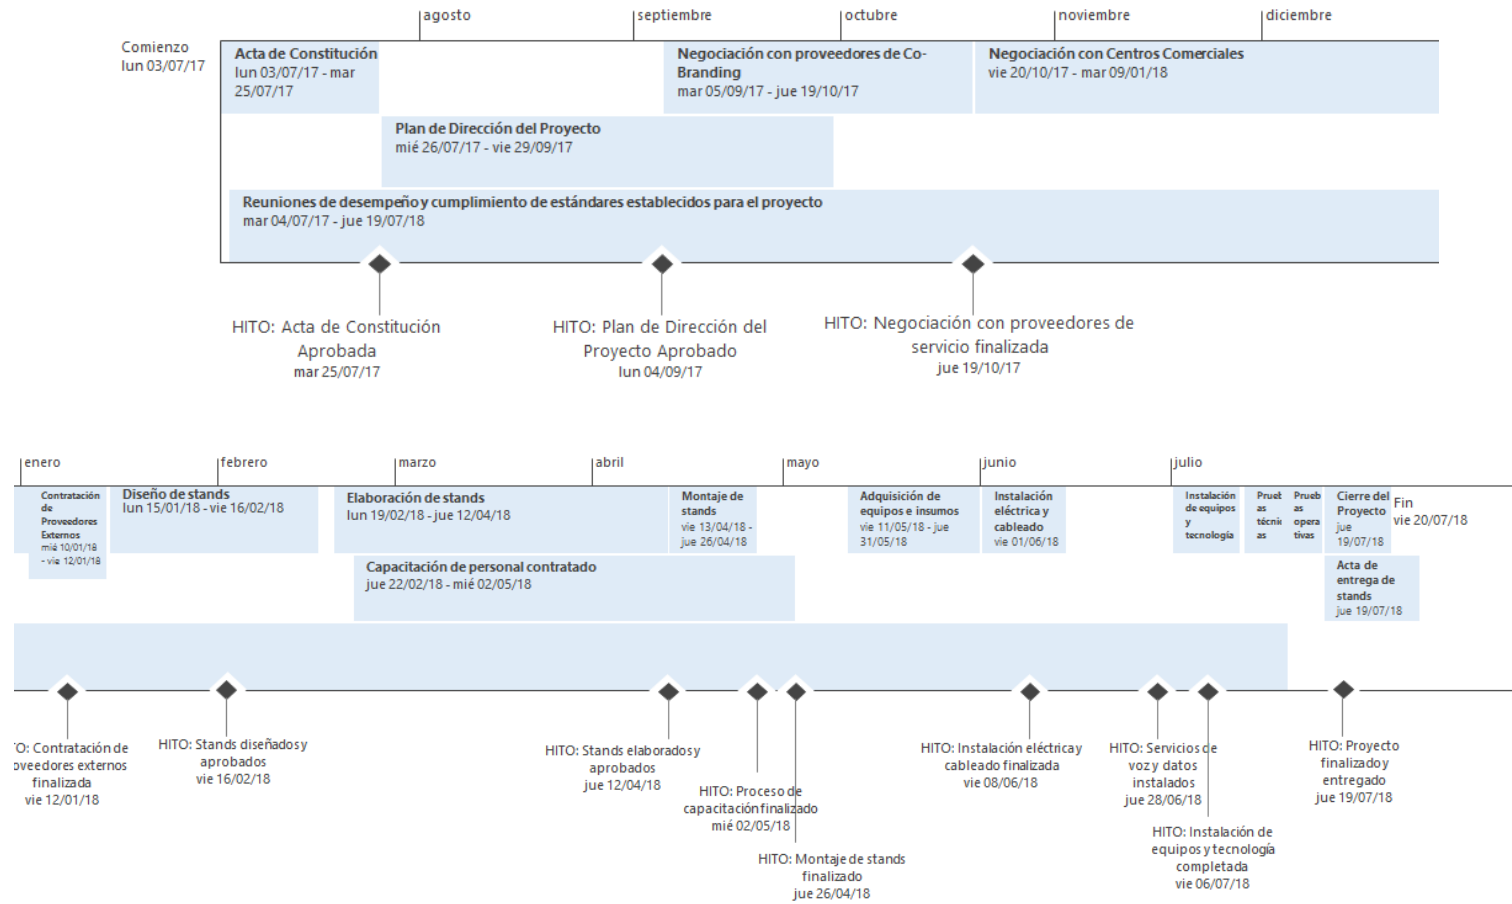 agosto
septiembre
octubre
noviembre
diciembre
Comienzo
lun 03/07/17
Acta de Constitución
lun 03/07/17 - mar
25/07/17
Negociación con proveedores de Co-
Branding
mar 05/09/17 - jue 19/10/17
Negociación con Centros Comerciales
vie 20/10/17 - mar 09/01/18
Plan de Dirección del Proyecto
mié 26/07/17 - vie 29/09/17
Reuniones de desempeño y cumplimiento de estándares establecidos para el proyecto
mar 04/07/17 - jue 19/07/18
HITO: Acta de Constitución
Aprobada
mar 25/07/17
HITO: Plan de Dirección del
Proyecto Aprobado
lun 04/09/17
HITO: Negociación con proveedores de
servicio finalizada
jue 19/10/17
enero
febrero
marzo
abril
mayo
junio
julio
Contratación
de
Proveedores
Externos
mié 10/01/18
- vie 12/01/18
Diseño de stands
lun 15/01/18 - vie 16/02/18
Elaboración de stands
lun 19/02/18 - jue 12/04/18
Montaje de
stands
vie 13/04/18 -
jue 26/04/18
Adquisición de
equipos e insumos
vie 11/05/18 - jue
31/05/18
Instalación
eléctrica y
cableado
vie 01/06/18
Instalación
de equipos
y
tecnología
Prueb
as
técnic
as
Prueb
as
opera
tivas
Cierre del
Proyecto
jue
19/07/18
Fin
vie 20/07/18
Capacitación de personal contratado
jue 22/02/18 - mié 02/05/18
Acta de
entrega de
stands
jue 19/07/18
TO: Contratación de
oveedores externos
finalizada
vie 12/01/18
HITO: Stands diseñados y
aprobados
vie 16/02/18
HITO: Stands elaborados y
aprobados
jue 12/04/18
HITO: Proceso de
capacitación finalizado
mié 02/05/18
HITO: Montaje de stands
finalizado
jue 26/04/18
HITO: Instalación eléctrica y
cableado finalizada
vie 08/06/18
HITO: Servicios de
voz y datos
instalados
jue 28/06/18
HITO: Instalación de
equipos y tecnología
completada
vie 06/07/18
HITO: Proyecto
finalizado y
entregado
jue 19/07/18